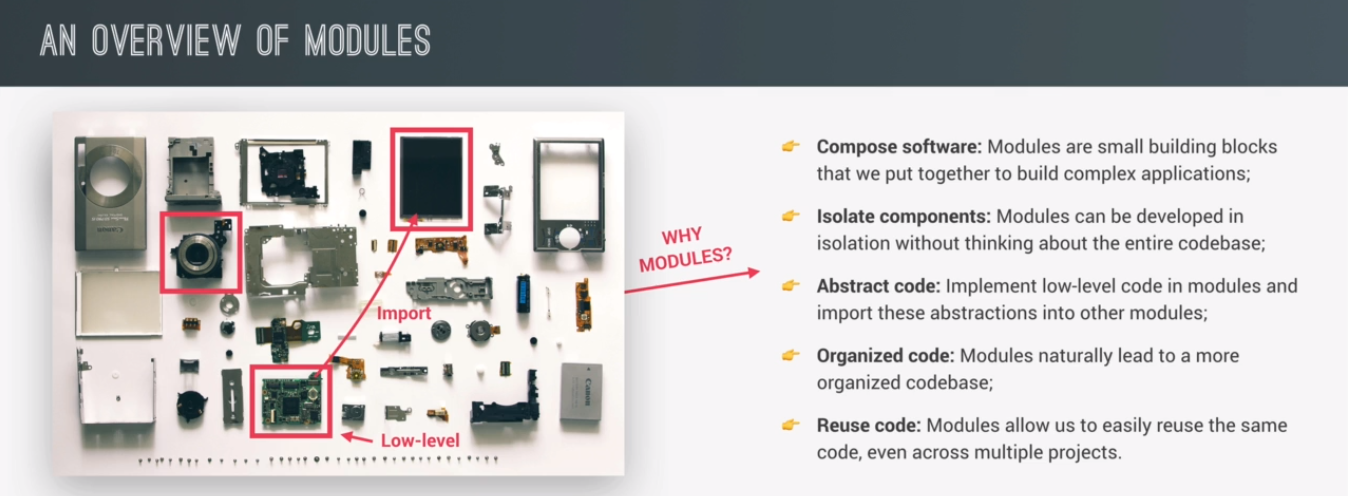 AN OVERVIEW OF MODULES
WHY
MODULES?
Import
Low-level
Canon
👉 Compose software: Modules are small building blocks
that we put together to build complex applications;
👉 Isolate components: Modules can be developed in
isolation without thinking about the entire codebase;
👉 Abstract code: Implement low-level code in modules and
import these abstractions into other modules;
👉 Organized code: Modules naturally lead to a more
organized codebase;
👉 Reuse code: Modules allow us to easily reuse the same
code, even across multiple projects.